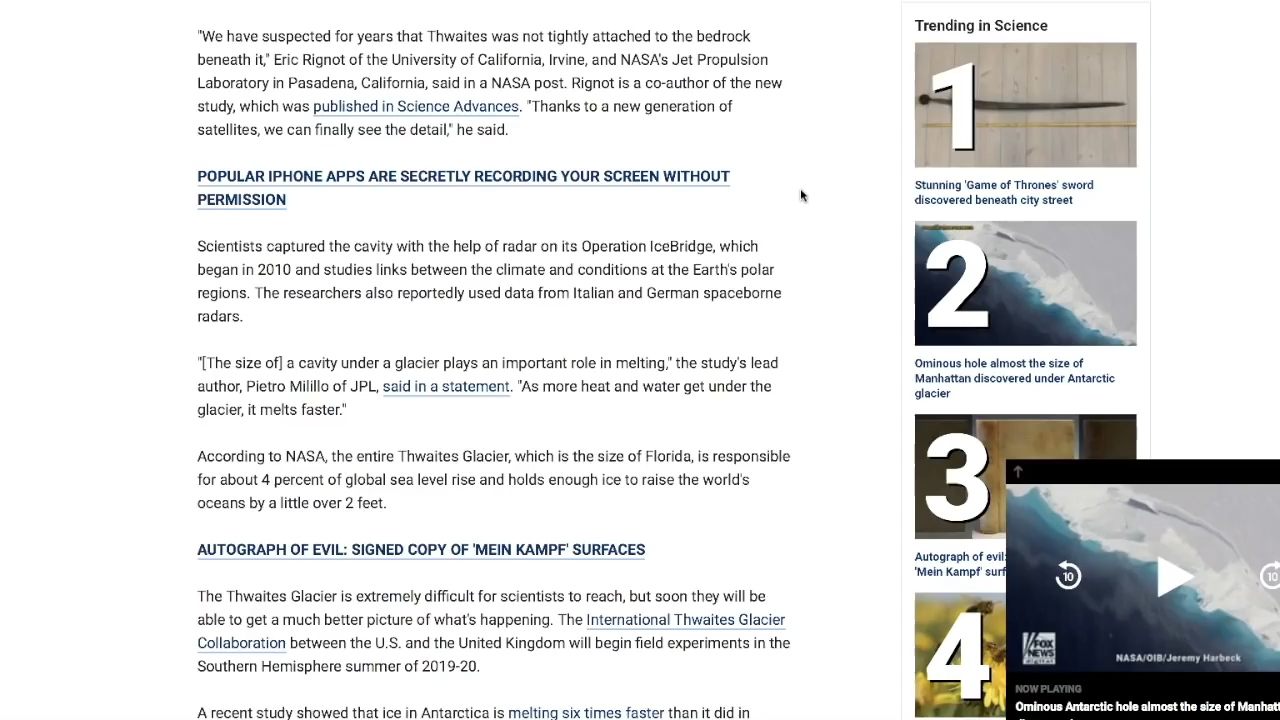 "We have suspected for years that Thwaites was not tightly attached to the bedrock
beneath it," Eric Rignot of the University of California, Irvine, and NASA's Jet Propulsion
Laboratory in Pasadena, California, said in a NASA post. Rignot is a co-author of the new
study, which was published in Science Advances. "Thanks to a new generation of
satellites, we can finally see the detail," he said.
POPULAR IPHONE APPS ARE SECRETLY RECORDING YOUR SCREEN WITHOUT
PERMISSION
Scientists captured the cavity with the help of radar on its Operation IceBridge, which
began in 2010 and studies links between the climate and conditions at the Earth's polar
regions. The researchers also reportedly used data from Italian and German spaceborne
radars.
"[The size of] a cavity under a glacier plays an important role in melting," the study's lead
author, Pietro Milillo of JPL, said in a statement. "As more heat and water get under the
glacier, it melts faster."
According to NASA, the entire Thwaites Glacier, which is the size of Florida, is responsible
for about 4 percent of global sea level rise and holds enough ice to raise the world's
oceans by a little over 2 feet.
AUTOGRAPH OF EVIL: SIGNED COPY OF 'MEIN KAMPF' SURFACES
The Thwaites Glacier is extremely difficult for scientists to reach, but soon they will be
able to get a much better picture of what's happening. The International Thwaites Glacier
Collaboration between the U.S. and the United Kingdom will begin field experiments in the
Southern Hemisphere summer of 2019-20.
A recent study showed that ice in Antarctica is melting six times faster than it did in
Trending in Science
1
Stunning 'Game of Thrones' sword
discovered beneath city street
2
Ominous hole almost the size of
Manhattan discovered under Antarctic
glacier
3
Autograph of evil:
'Mein Kampf' surf
4
10
10
FOX
NEWS
digital
NASA/OIB/Jeremy Harbeck
NOW PLAYING
Ominous Antarctic hole almost the size of Manhatt